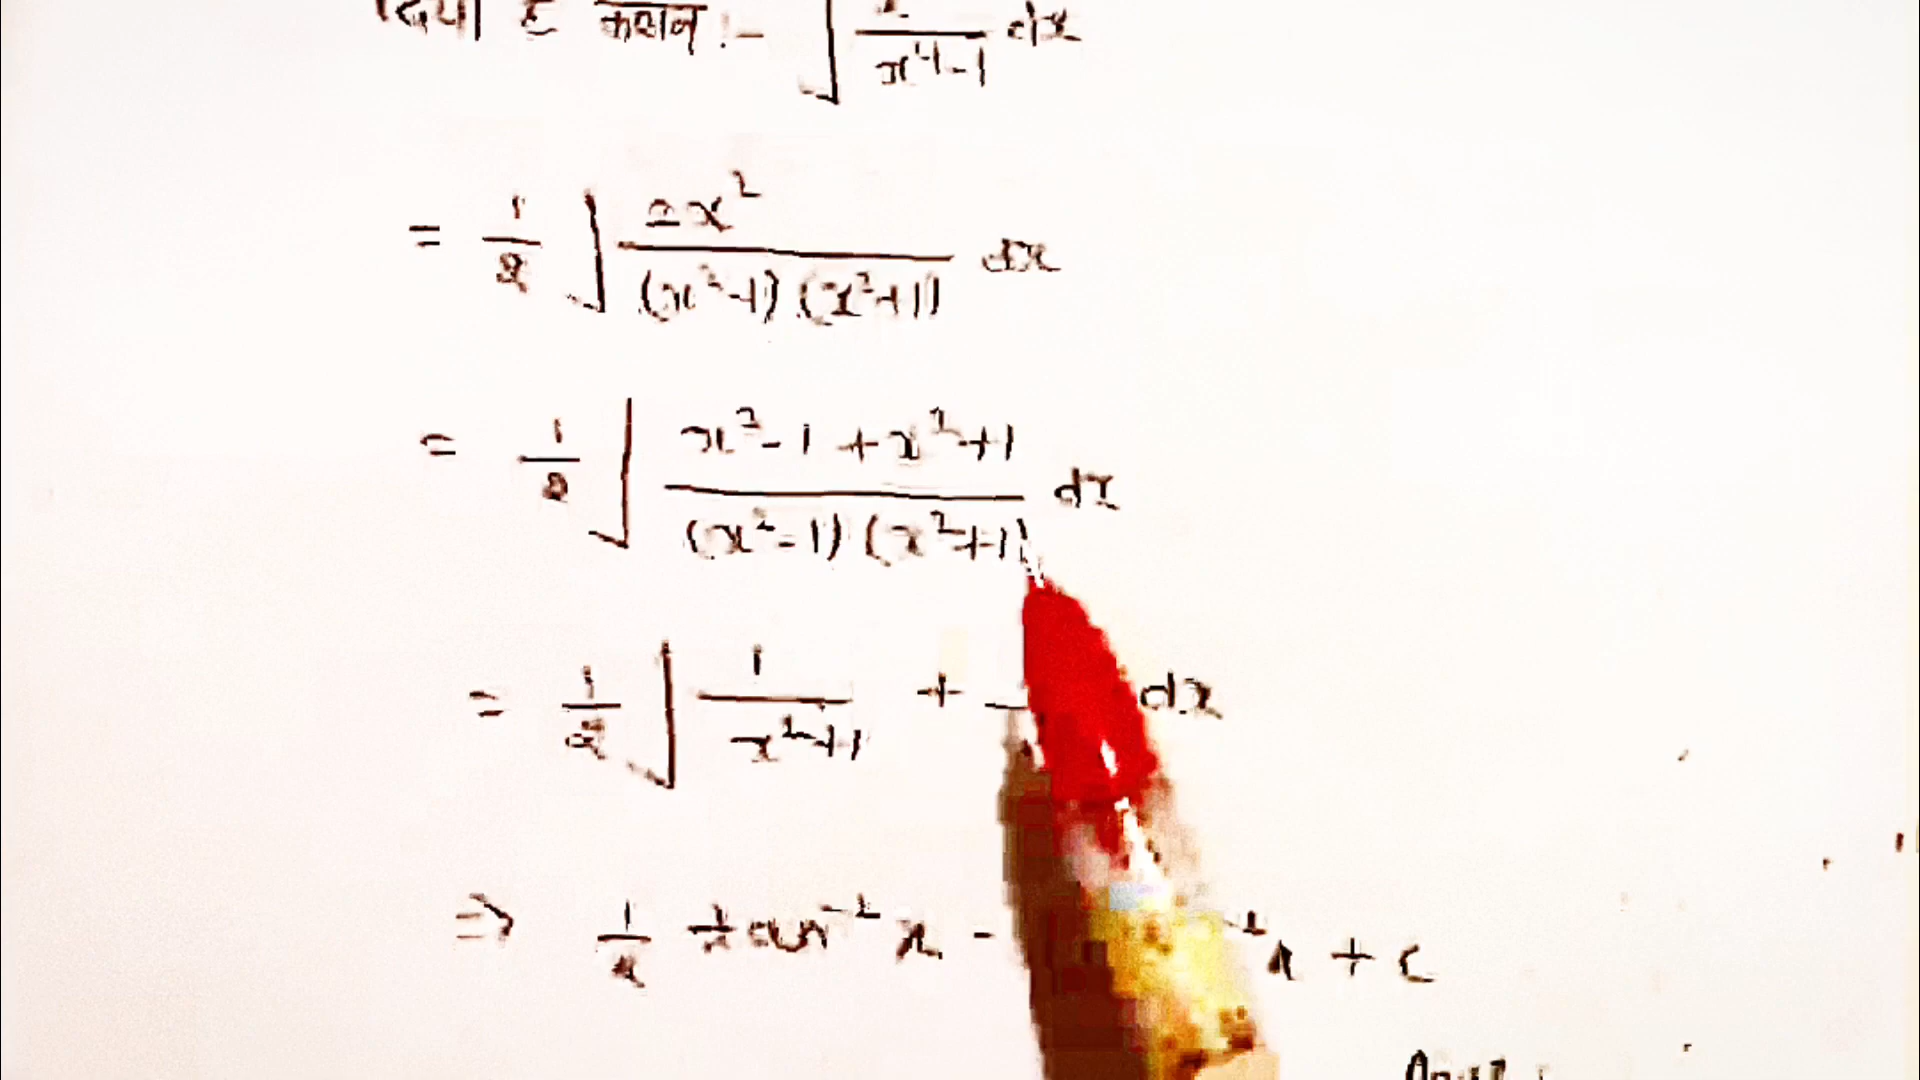 दिया है कथन :- ∫ x²/(x⁴-1) dx
= 1/2 ∫ 2x²/((x²-1)(x²+1)) dx
= 1/2 ∫ (x²-1+x²+1)/((x²-1)(x²+1)) dx
= 1/2 ∫ 1/(x²+1) + dx
⇒ 1/2 tan⁻¹ x - ⁻¹x + c